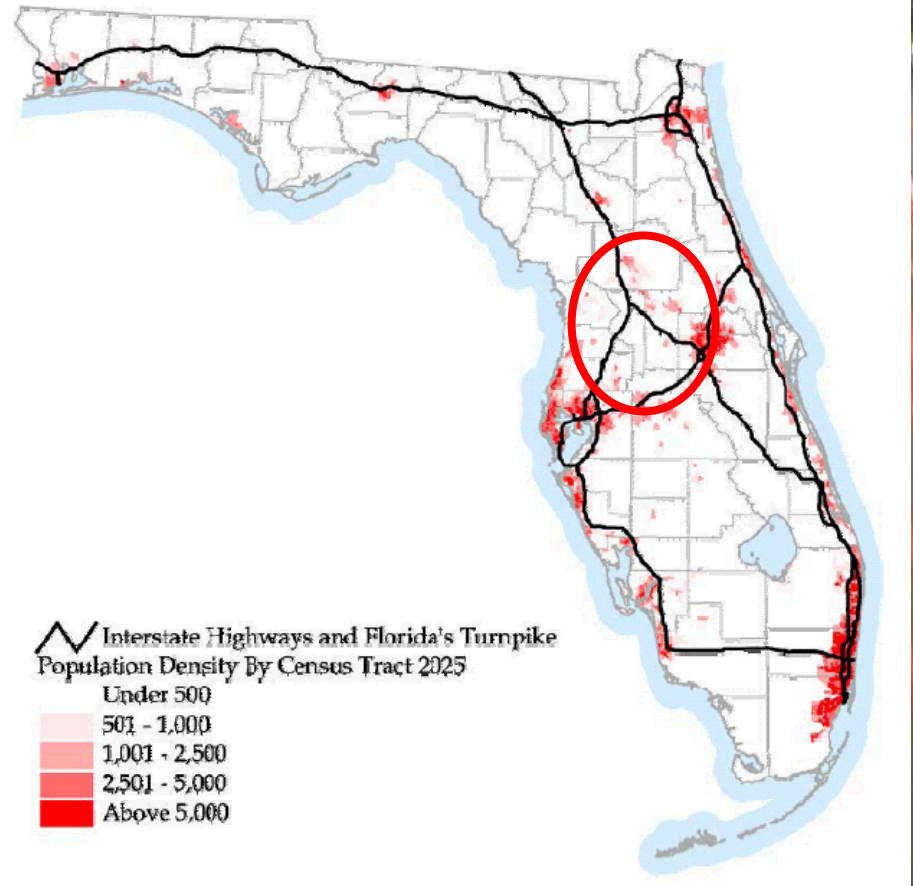 Interstate Highways and Florida's Turnpike
Population Density By Census Tract 2025
Under 500
501 - 1,000
1,001 - 2,500
2,501 - 5,000
Above 5,000